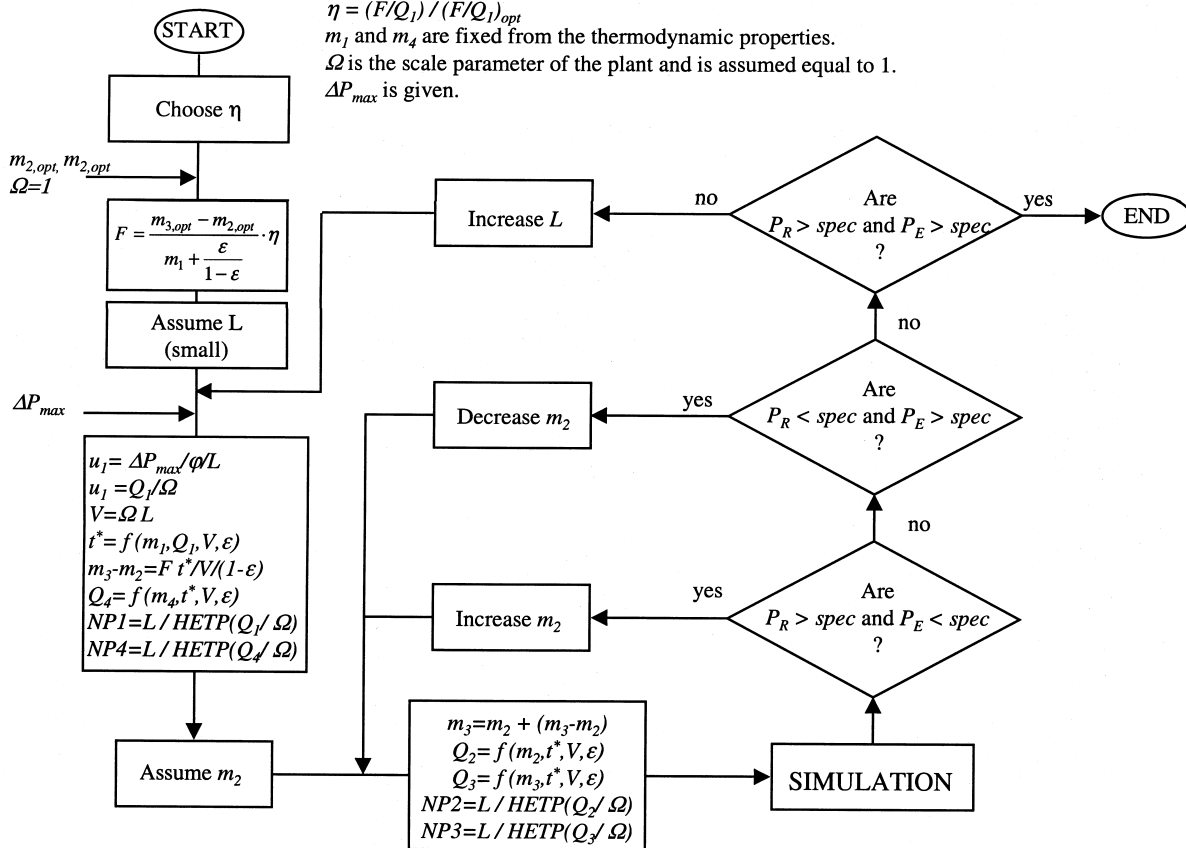 η = (F/Q1) / (F/Q1)opt
m1 and m4 are fixed from the thermodynamic properties.
Ω is the scale parameter of the plant and is assumed equal to 1.
ΔPmax is given.
START
Choose η
m2,opt, m2,opt
Ω=1
F = (m3,opt − m2,opt) / (m1 + ε / (1 − ε)) · η
Assume L
(small)
ΔPmax
u1= ΔPmax/φ/L
u1 =Q1/Ω
V=Ω L
t*= f (m1,Q1,V,ε)
m3-m2=F t*/V/(1-ε)
Q4= f (m4,t*,V,ε)
NP1=L / HETP(Q1/ Ω)
NP4=L / HETP(Q4/ Ω)
Assume m2
m3=m2 + (m3-m2)
Q2= f (m2,t*,V,ε)
Q3= f (m3,t*,V,ε)
NP2=L / HETP(Q2/ Ω)
NP3=L / HETP(Q3/ Ω)
SIMULATION
Are
PR > spec and PE < spec
?
yes
Increase m2
no
Are
PR < spec and PE > spec
?
yes
Decrease m2
no
Are
PR > spec and PE > spec
?
no
Increase L
yes
END